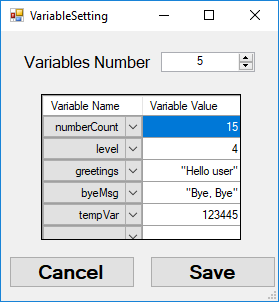 VariableSetting
Variables Number 5
Variable Name Variable Value
numberCount 15
level 4
greetings "Hello user"
byeMsg "Bye, Bye"
tempVar 123445
Cancel Save